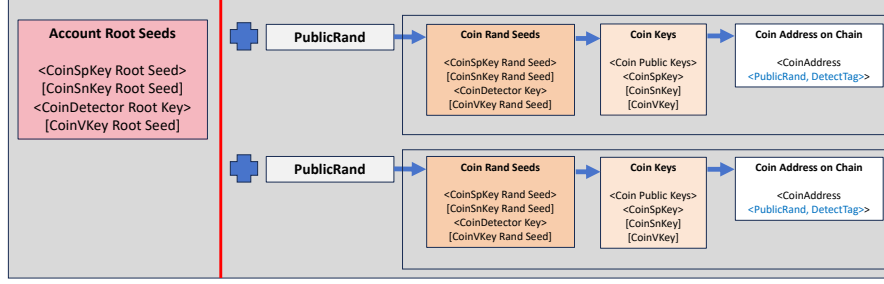 Account Root Seeds
<CoinSpKey Root Seed>
[CoinSnKey Root Seed]
<CoinDetector Root Key>
[CoinVKey Root Seed]
PublicRand
Coin Rand Seeds
<CoinSpKey Rand Seed>
[CoinSnKey Rand Seed]
<CoinDetector Key>
[CoinVKey Rand Seed]
Coin Keys
<Coin Public Keys>
<CoinSpKey>
[CoinSnKey]
[CoinVKey]
Coin Address on Chain
<CoinAddress
<PublicRand, DetectTag>>
PublicRand
Coin Rand Seeds
<CoinSpKey Rand Seed>
[CoinSnKey Rand Seed]
<CoinDetector Key>
[CoinVKey Rand Seed]
Coin Keys
<Coin Public Keys>
<CoinSpKey>
[CoinSnKey]
[CoinVKey]
Coin Address on Chain
<CoinAddress
<PublicRand, DetectTag>>